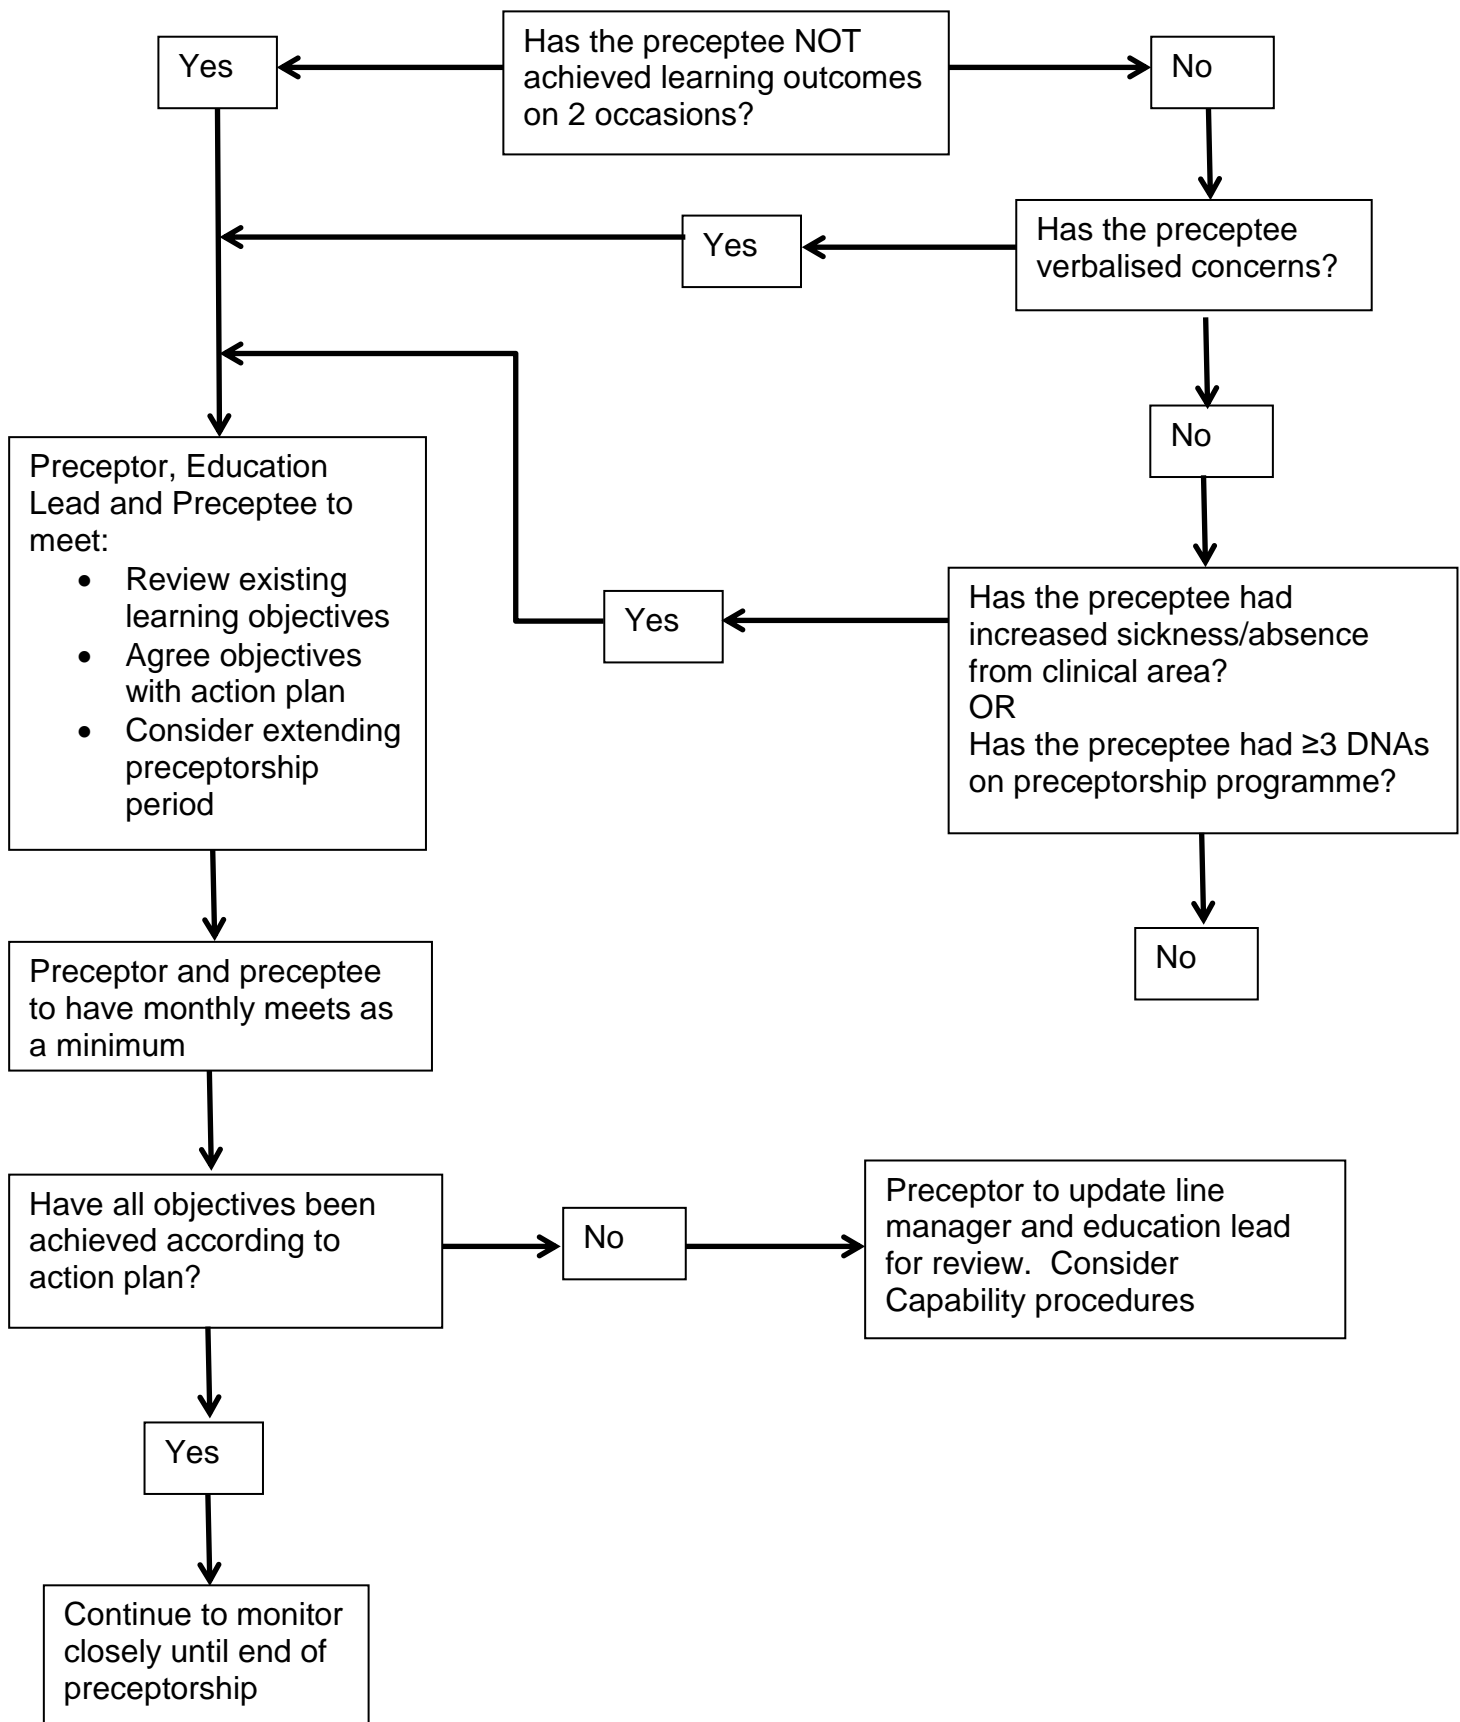 Has the preceptee NOT
achieved learning outcomes
on 2 occasions?
Yes
No
Has the preceptee
verbalised concerns?
Yes
No
Has the preceptee had
increased sickness/absence
from clinical area?
OR
Has the preceptee had ≥3 DNAs
on preceptorship programme?
Yes
No
Preceptor, Education
Lead and Preceptee to
meet:
• Review existing
learning objectives
• Agree objectives
with action plan
• Consider extending
preceptorship
period
Preceptor and preceptee
to have monthly meets as
a minimum
Have all objectives been
achieved according to
action plan?
No
Preceptor to update line
manager and education lead
for review.  Consider
Capability procedures
Yes
Continue to monitor
closely until end of
preceptorship